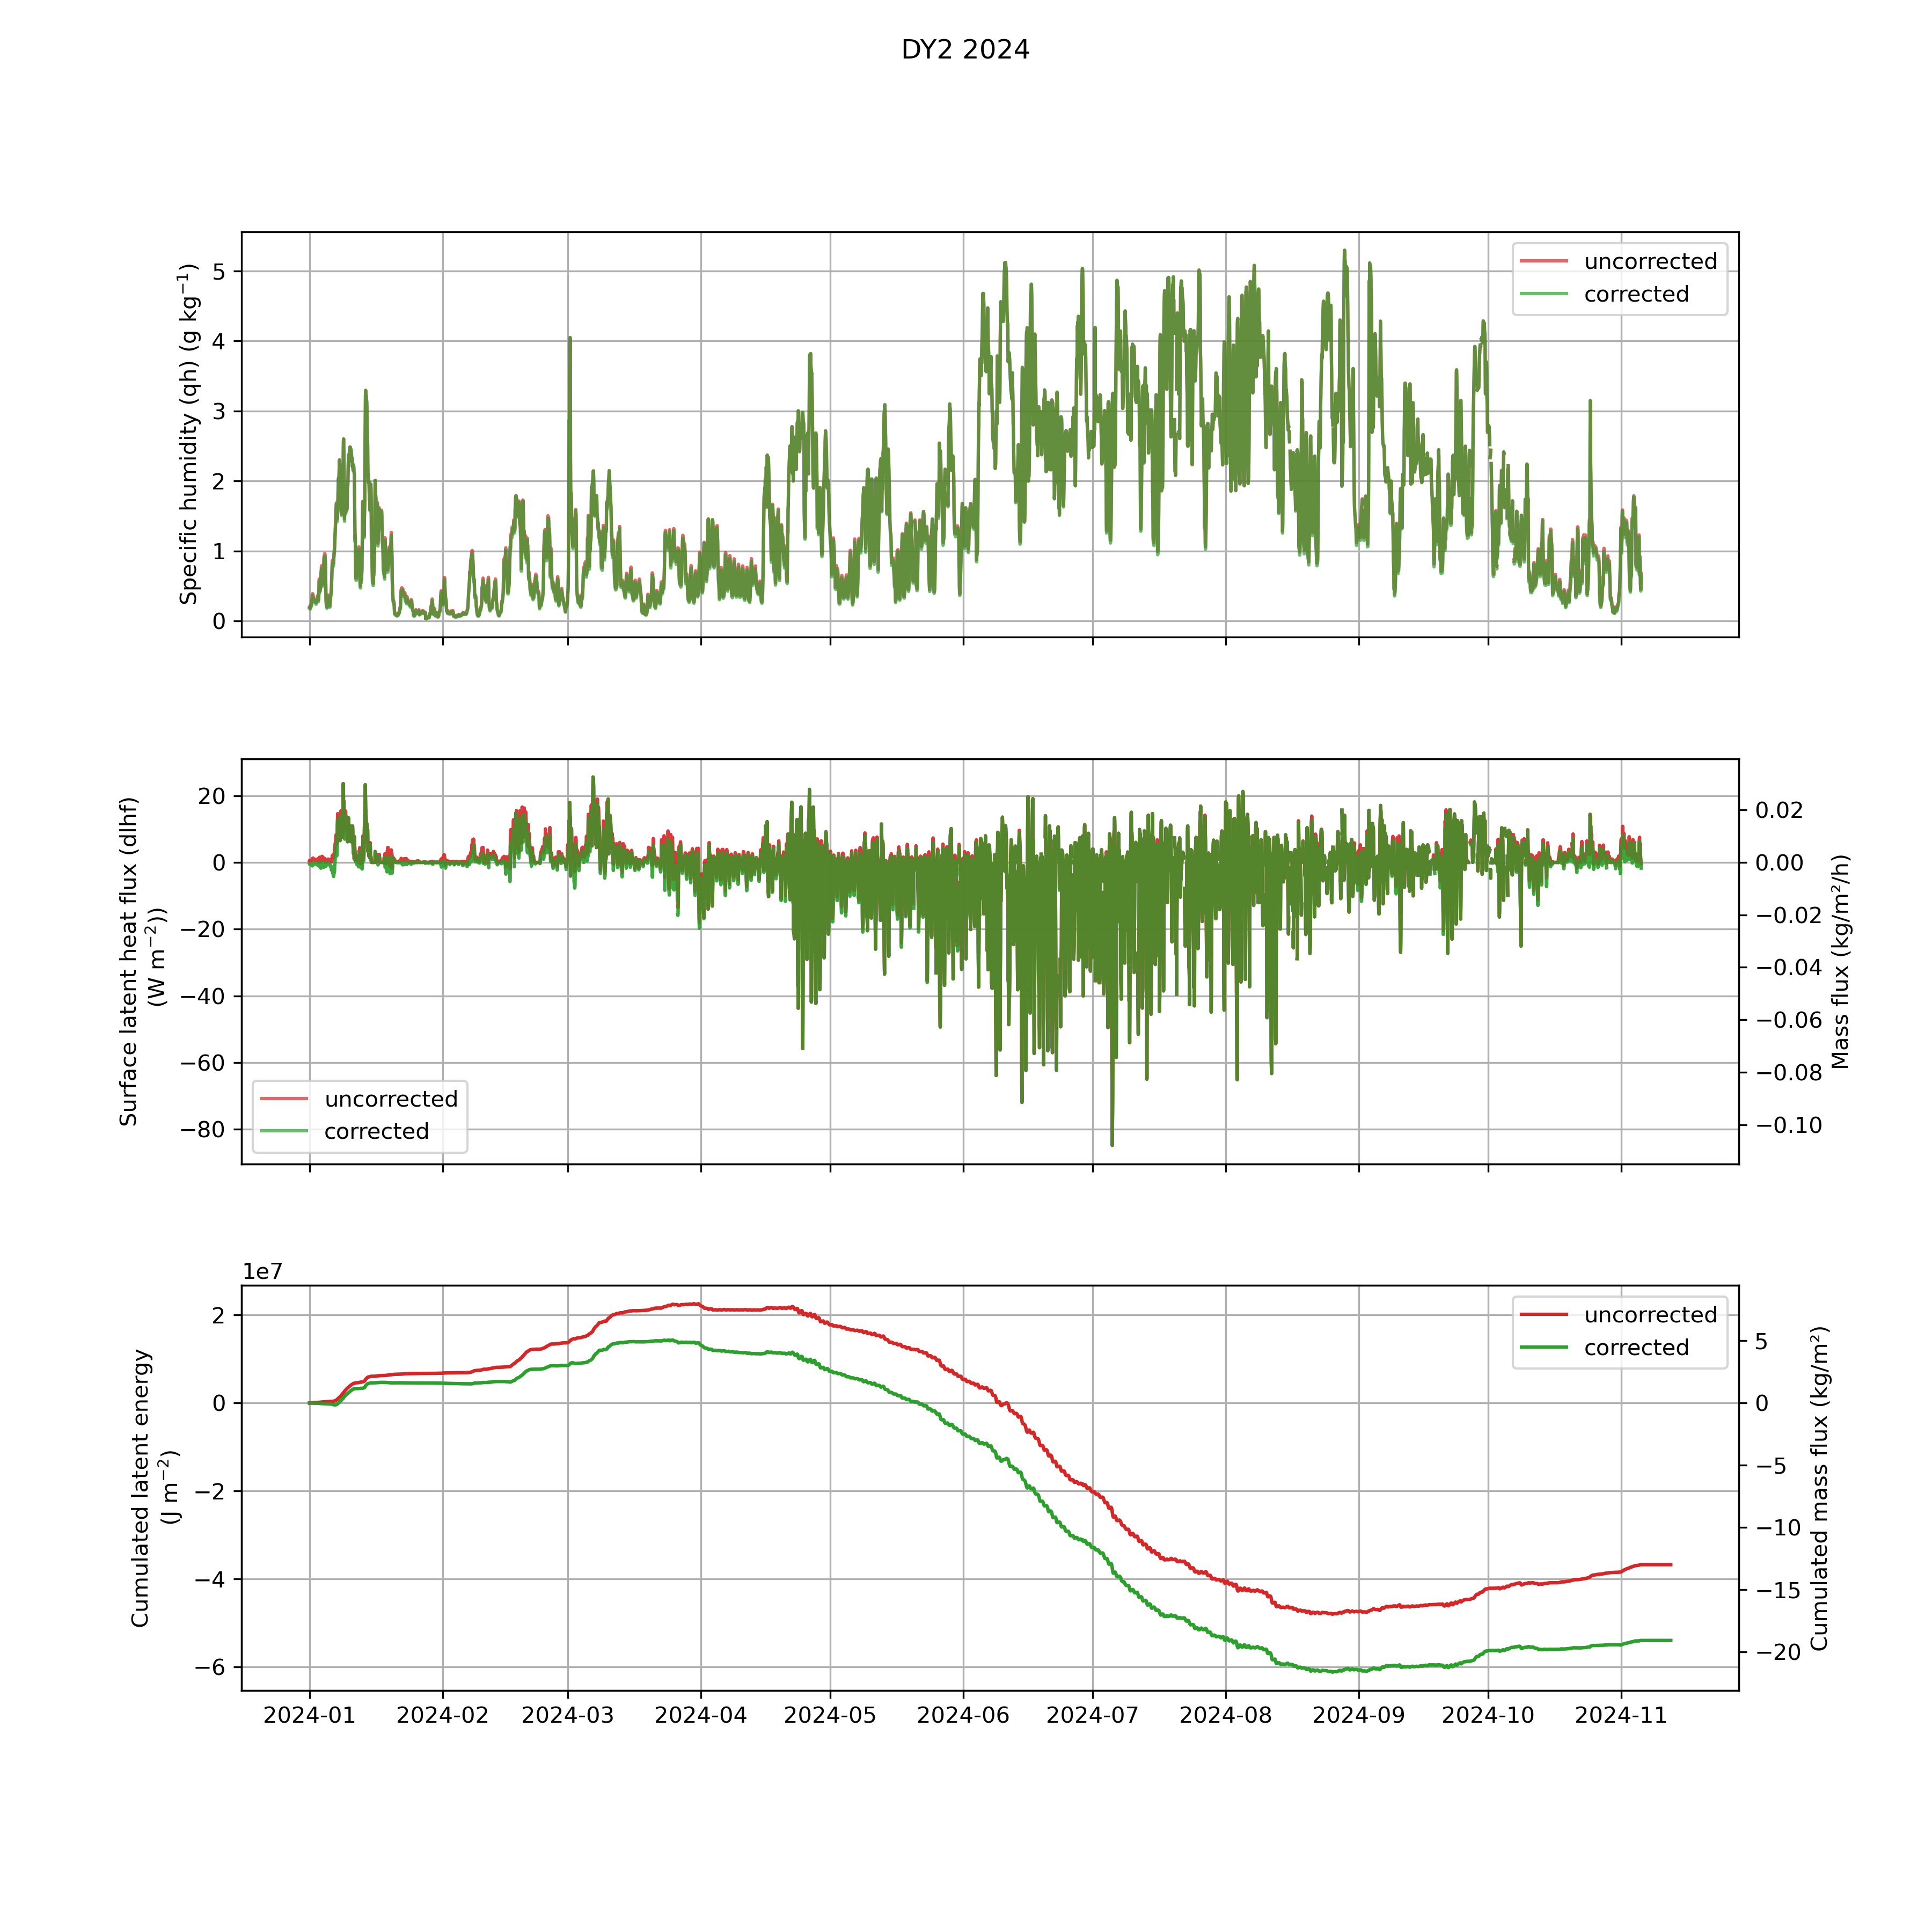 DY2 2024
Specific humidity (qh) (g kg⁻¹)
5
4
3
2
1
0
uncorrected
corrected
Surface latent heat flux (dlhf)
(W m⁻²))
20
0
−20
−40
−60
−80
uncorrected
corrected
0.02
0.00
−0.02
−0.04
−0.06
−0.08
−0.10
Mass flux (kg/m²/h)
1e7
Cumulated latent energy
(J m⁻²)
2
0
−2
−4
−6
uncorrected
corrected
5
0
−5
−10
−15
−20
Cumulated mass flux (kg/m²)
2024-01 2024-02 2024-03 2024-04 2024-05 2024-06 2024-07 2024-08 2024-09 2024-10 2024-11